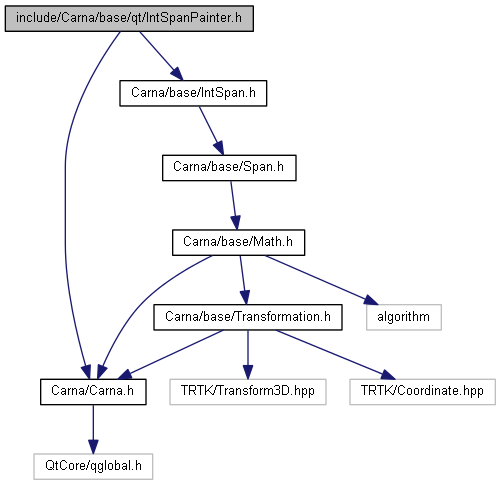 include/Carna/base/qt/IntSpanPainter.h
Carna/base/IntSpan.h
Carna/base/Span.h
Carna/base/Math.h
Carna/base/Transformation.h
algorithm
Carna/Carna.h
TRTK/Transform3D.hpp
TRTK/Coordinate.hpp
QtCore/qglobal.h